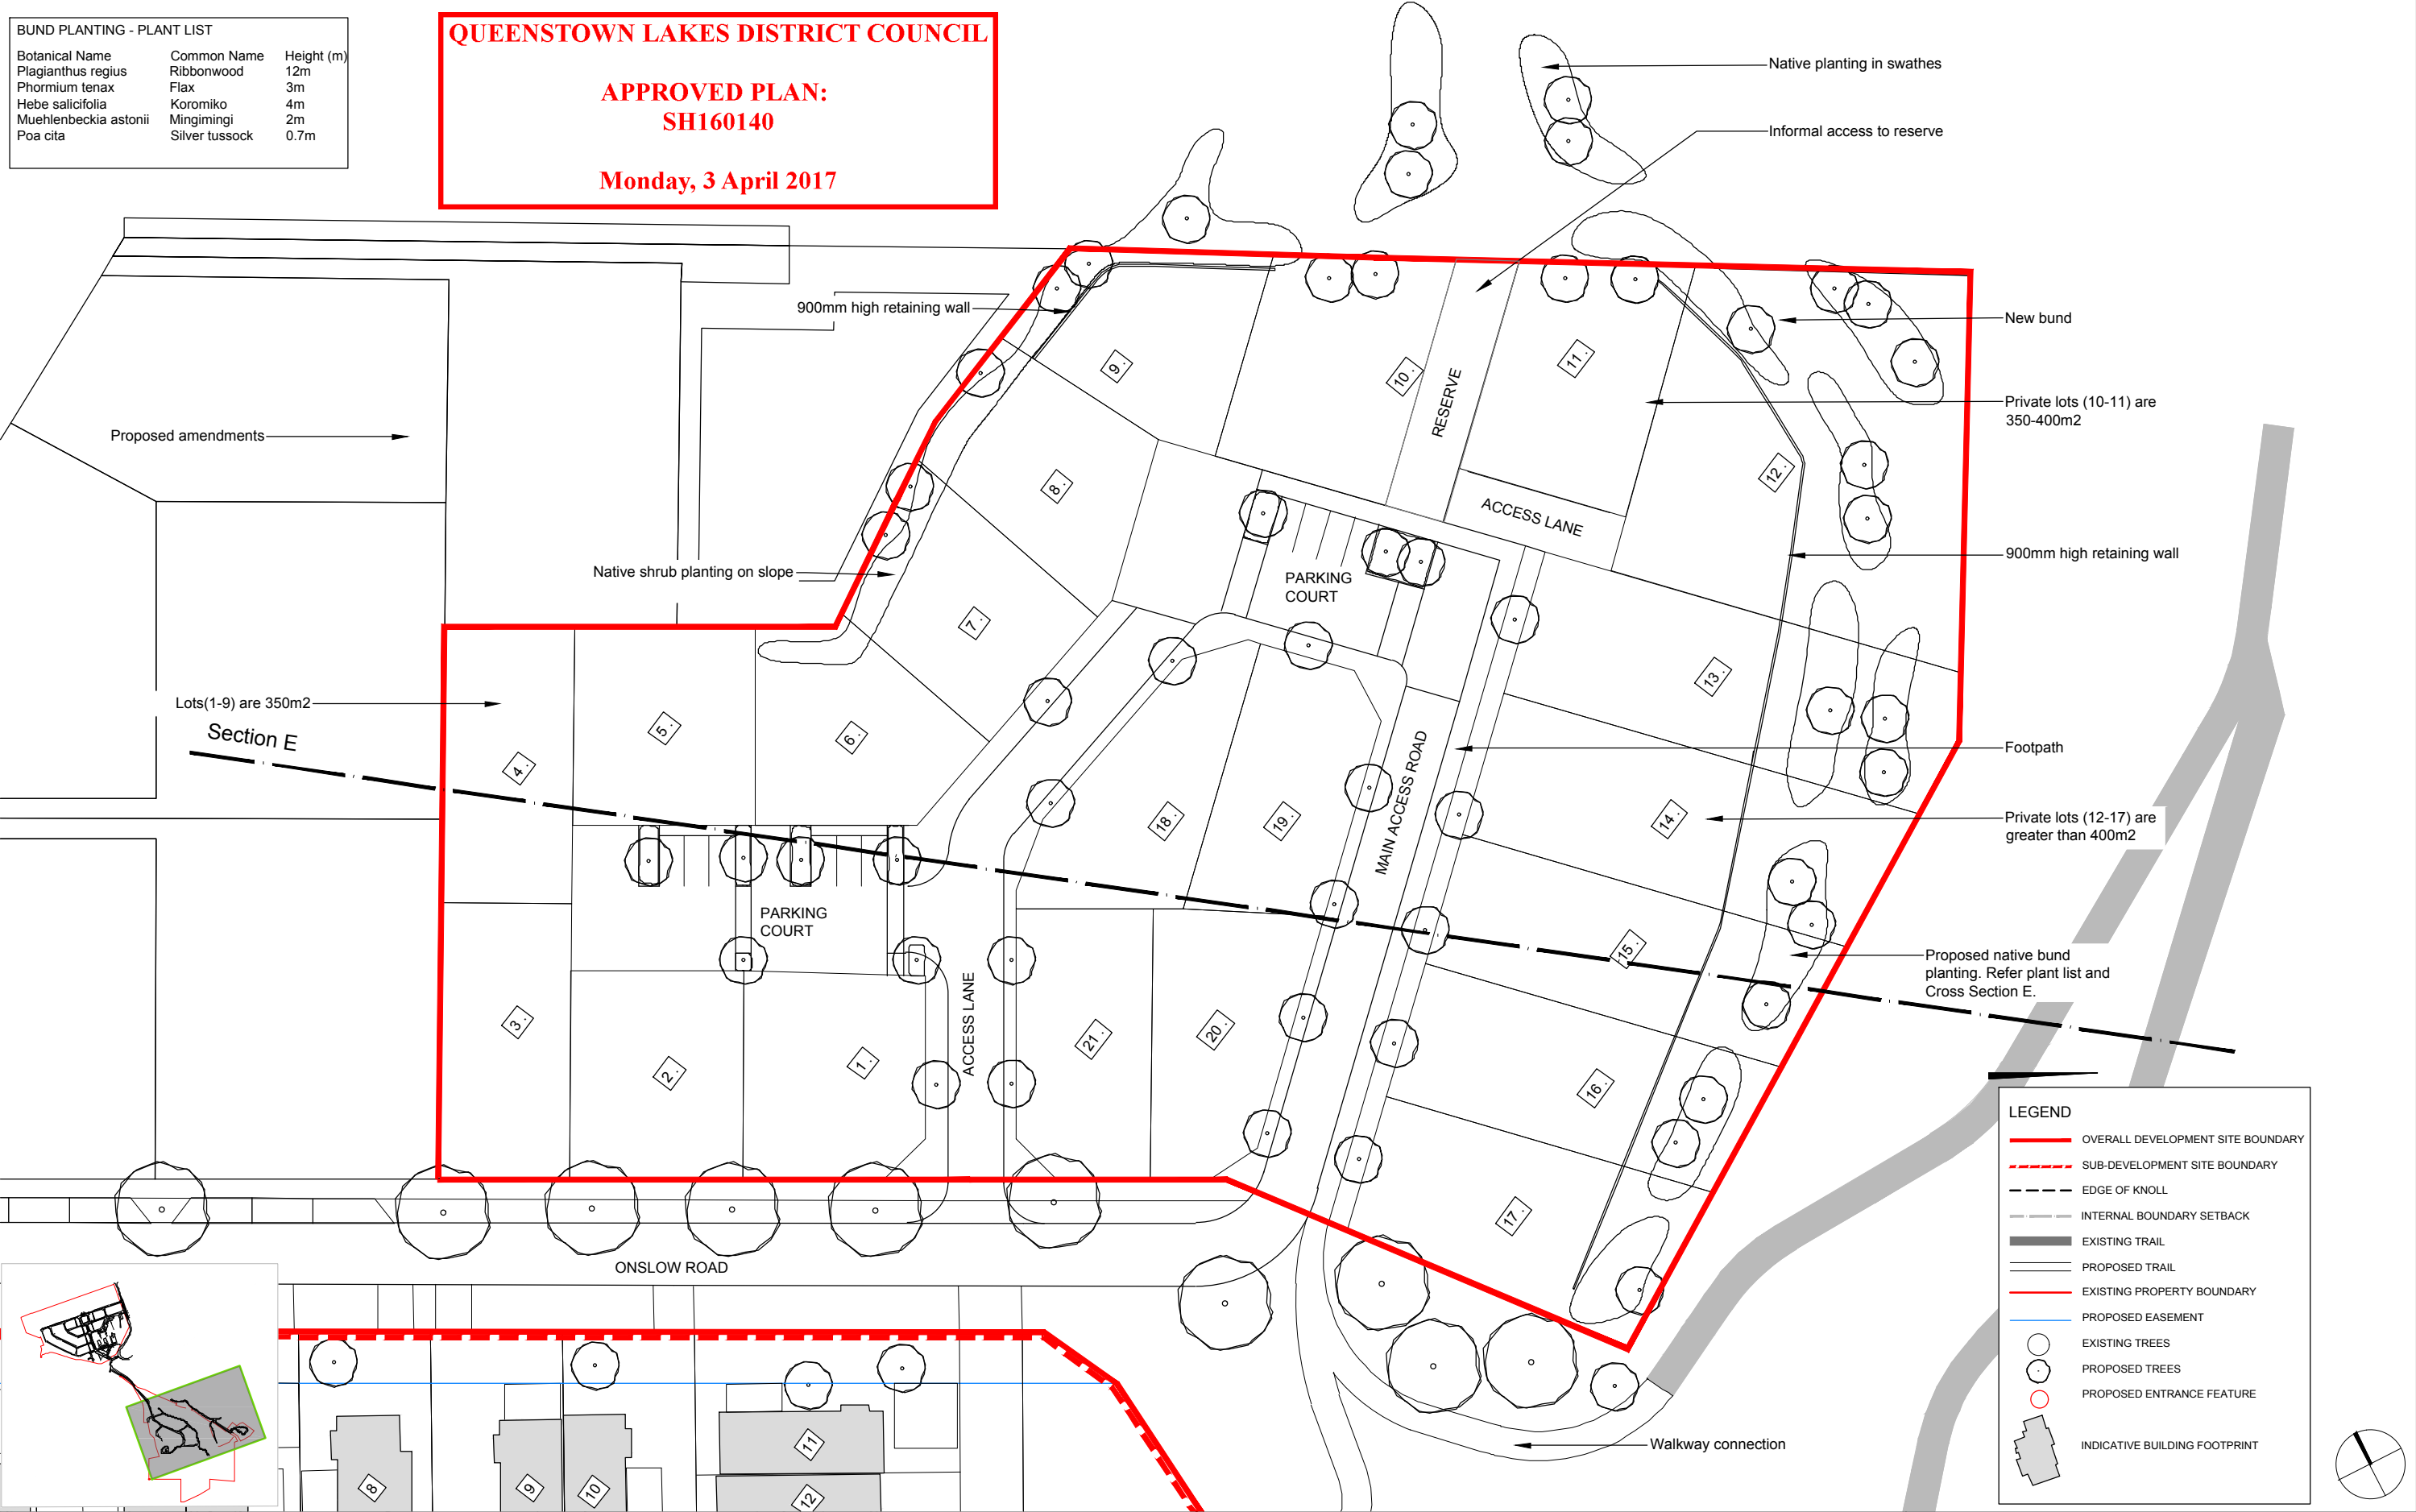 BUND PLANTING - PLANT LIST
Botanical Name Common Name Height (m)
Plagianthus regius Ribbonwood 12m
Phormium tenax Flax 3m
Hebe salicifolia Koromiko 4m
Muehlenbeckia astonii Mingimingi 2m
Poa cita Silver tussock 0.7m
QUEENSTOWN LAKES DISTRICT COUNCIL
APPROVED PLAN:
SH160140
Monday, 3 April 2017
Native planting in swathes
Informal access to reserve
900mm high retaining wall
New bund
Private lots (10-11) are
350-400m2
Proposed amendments
900mm high retaining wall
Native shrub planting on slope
Lots(1-9) are 350m2
Section E
Footpath
Private lots (12-17) are
greater than 400m2
Proposed native bund
planting. Refer plant list and
Cross Section E.
9 .
10 .
RESERVE
11 .
8 .
12 .
ACCESS LANE
PARKING
COURT
7 .
13 .
5 .
6 .
4 .
18 .
19 .
MAIN ACCESS ROAD
14 .
PARKING
COURT
15 .
3 .
2 .
1 .
ACCESS LANE
21 .
20 .
16 .
17 .
ONSLOW ROAD
8
9
10
11
12
Walkway connection
LEGEND
OVERALL DEVELOPMENT SITE BOUNDARY
SUB-DEVELOPMENT SITE BOUNDARY
EDGE OF KNOLL
INTERNAL BOUNDARY SETBACK
EXISTING TRAIL
PROPOSED TRAIL
EXISTING PROPERTY BOUNDARY
PROPOSED EASEMENT
EXISTING TREES
PROPOSED TREES
PROPOSED ENTRANCE FEATURE
INDICATIVE BUILDING FOOTPRINT